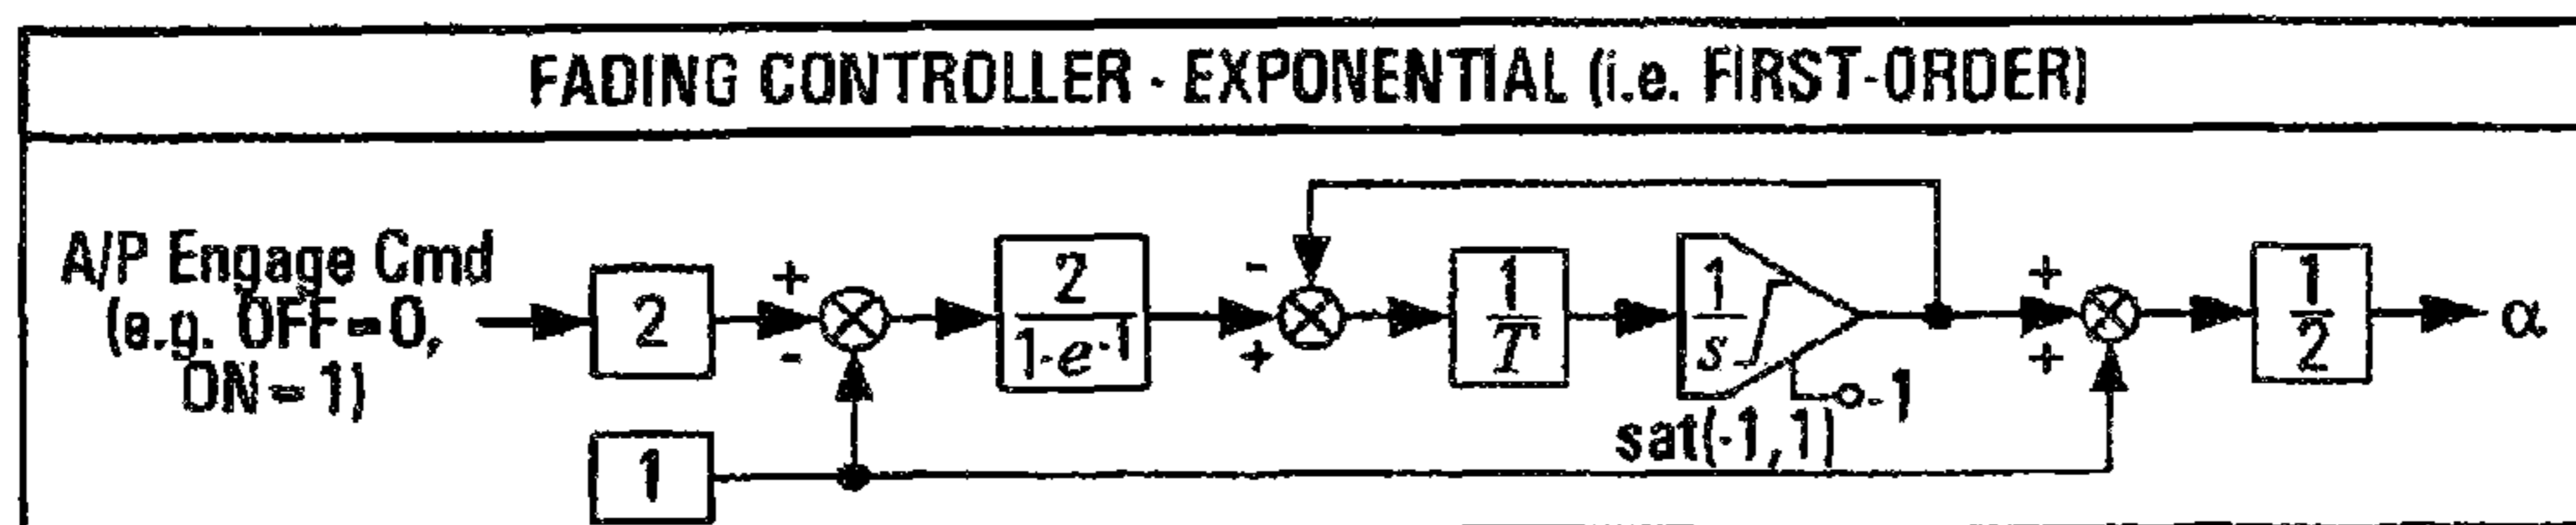 FADING CONTROLLER - EXPONENTIAL (i.e. FIRST-ORDER)
A/P Engage Cmd
(e.g. OFF=0,
ON=1)
2
+
-
1
2
1-e-1
-
+
1
T
1
s
sat(-1,1)
-1
+
+
1
2
α